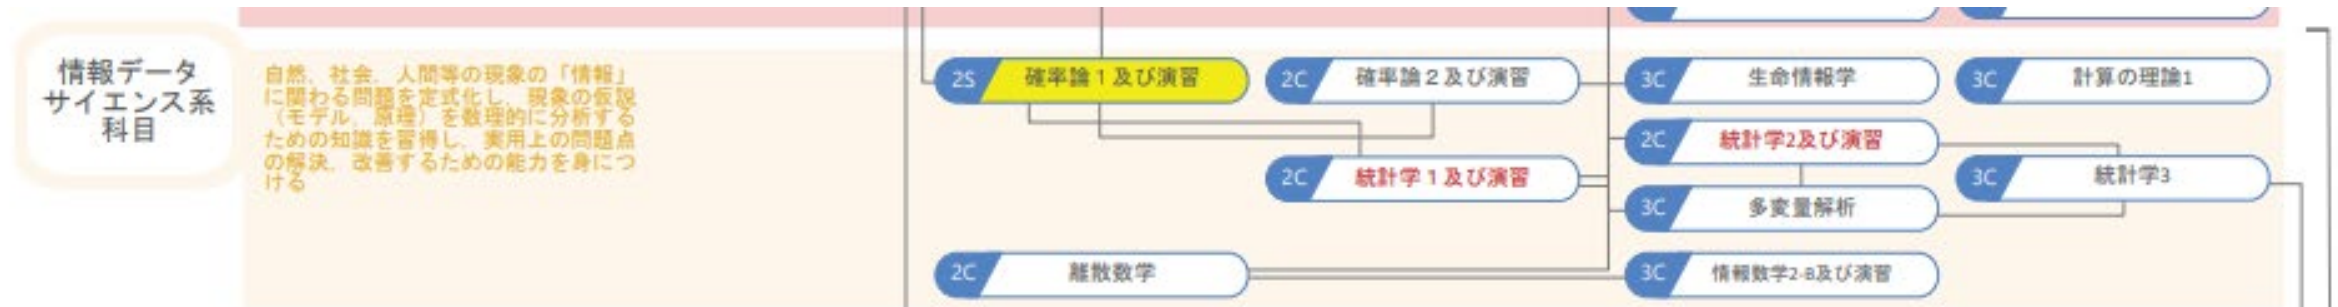 情報データ
サイエンス系
科目
自然、社会、人間等の現象の「情報」
に関わる問題を定式化し、現象の仮説
（モデル、原理）を数理的に分析する
ための知識を習得し、実用上の問題点
の解決、改善するための能力を身につ
ける
2S 確率論１及び演習
2C 確率論２及び演習
3C 生命情報学
3C 計算の理論1
2C 統計学2及び演習
2C 統計学１及び演習
3C 統計学3
3C 多変量解析
2C 離散数学
3C 情報数学2-B及び演習